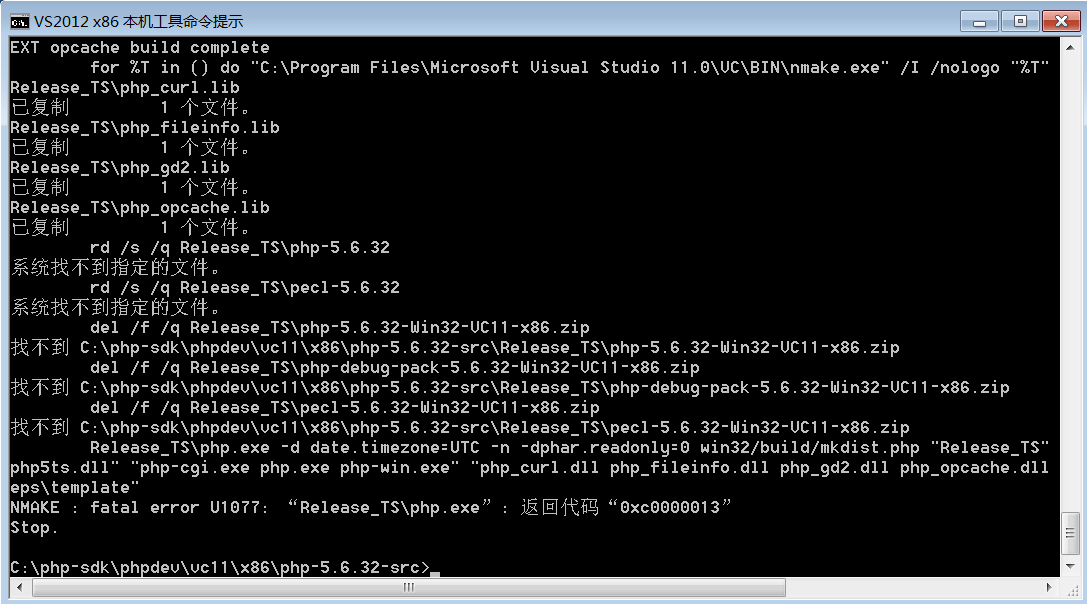 VS2012 x86 本机工具命令提示
EXT opcache build complete
for %T in () do "C:\Program Files\Microsoft Visual Studio 11.0\VC\BIN\nmake.exe" /I /nologo "%T"
Release_TS\php_curl.lib
已复制         1 个文件。
Release_TS\php_fileinfo.lib
已复制         1 个文件。
Release_TS\php_gd2.lib
已复制         1 个文件。
Release_TS\php_opcache.lib
已复制         1 个文件。
rd /s /q Release_TS\php-5.6.32
系统找不到指定的文件。
rd /s /q Release_TS\pecl-5.6.32
系统找不到指定的文件。
del /f /q Release_TS\php-5.6.32-Win32-VC11-x86.zip
找不到 C:\php-sdk\phpdev\vc11\x86\php-5.6.32-src\Release_TS\php-5.6.32-Win32-VC11-x86.zip
del /f /q Release_TS\php-debug-pack-5.6.32-Win32-VC11-x86.zip
找不到 C:\php-sdk\phpdev\vc11\x86\php-5.6.32-src\Release_TS\php-debug-pack-5.6.32-Win32-VC11-x86.zip
del /f /q Release_TS\pecl-5.6.32-Win32-VC11-x86.zip
找不到 C:\php-sdk\phpdev\vc11\x86\php-5.6.32-src\Release_TS\pecl-5.6.32-Win32-VC11-x86.zip
Release_TS\php.exe -d date.timezone=UTC -n -dphar.readonly=0 win32/build/mkdist.php "Release_TS"
php5ts.dll" "php-cgi.exe php.exe php-win.exe" "php_curl.dll php_fileinfo.dll php_gd2.dll php_opcache.dll
eps\template"
NMAKE : fatal error U1077: “Release_TS\php.exe”: 返回代码“0xc0000013”
Stop.
C:\php-sdk\phpdev\vc11\x86\php-5.6.32-src>_